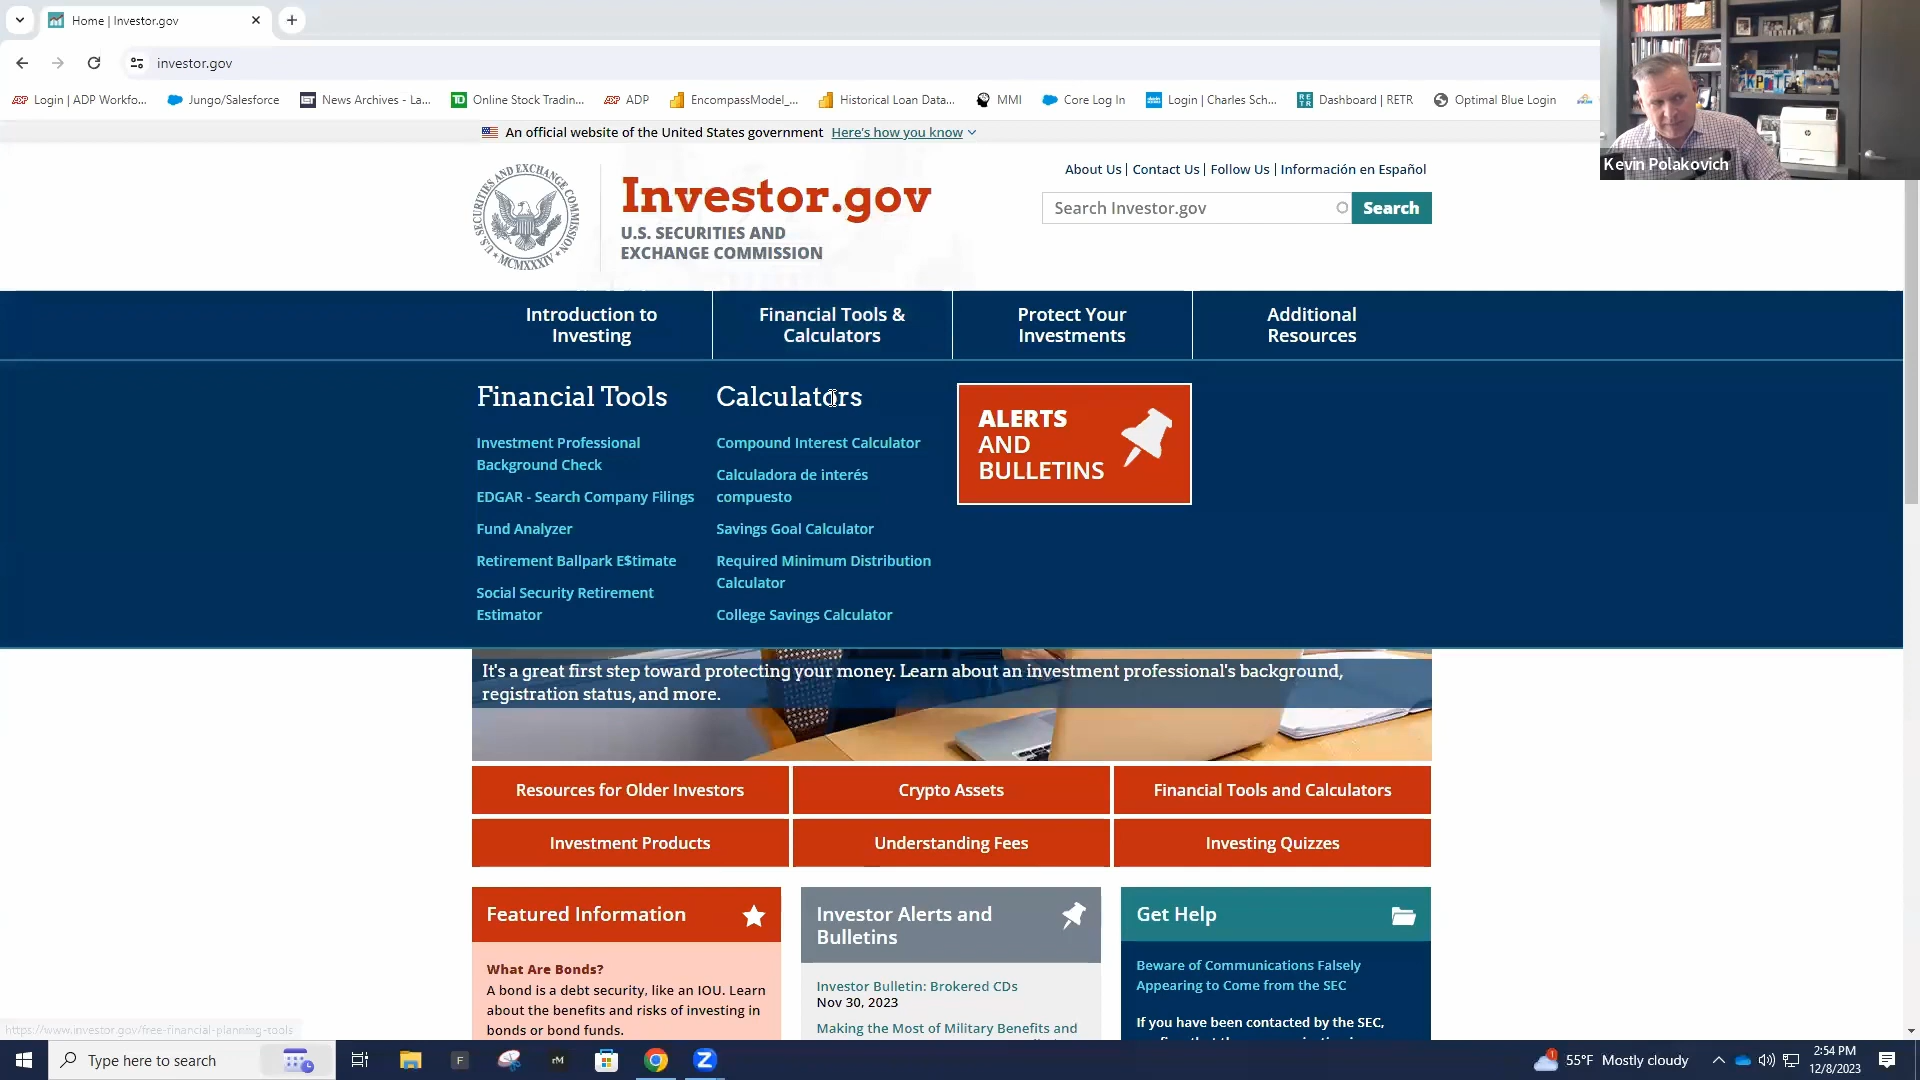 Home | Investor.gov
investor.gov
Login | ADP Workfo...
Jungo/Salesforce
News Archives - La...
Online Stock Tradin...
ADP
EncompassModel_...
Historical Loan Data...
MMI
Core Log In
Login | Charles Sch...
Dashboard | RETR
Optimal Blue Login
Kevin Polakovich
An official website of the United States government Here's how you know
About Us | Contact Us | Follow Us | Información en Español
U.S. SECURITIES AND EXCHANGE COMMISSION
MCMXXXIV
Investor.gov
U.S. SECURITIES AND
EXCHANGE COMMISSION
Search Investor.gov
Search
Introduction to
Investing
Financial Tools &
Calculators
Protect Your
Investments
Additional
Resources
Financial Tools
Investment Professional
Background Check
EDGAR - Search Company Filings
Fund Analyzer
Retirement Ballpark E$timate
Social Security Retirement
Estimator
Calculators
Compound Interest Calculator
Calculadora de interés
compuesto
Savings Goal Calculator
Required Minimum Distribution
Calculator
College Savings Calculator
ALERTS
AND
BULLETINS
It's a great first step toward protecting your money. Learn about an investment professional's background,
registration status, and more.
Resources for Older Investors
Crypto Assets
Financial Tools and Calculators
Investment Products
Understanding Fees
Investing Quizzes
Featured Information
What Are Bonds?
A bond is a debt security, like an IOU. Learn
about the benefits and risks of investing in
bonds or bond funds.
Investor Alerts and
Bulletins
Investor Bulletin: Brokered CDs
Nov 30, 2023
Making the Most of Military Benefits and
Get Help
Beware of Communications Falsely
Appearing to Come from the SEC
If you have been contacted by the SEC,
https://www.investor.gov/free-financial-planning-tools
Type here to search
F
rM
55°F Mostly cloudy
2:54 PM
12/8/2023